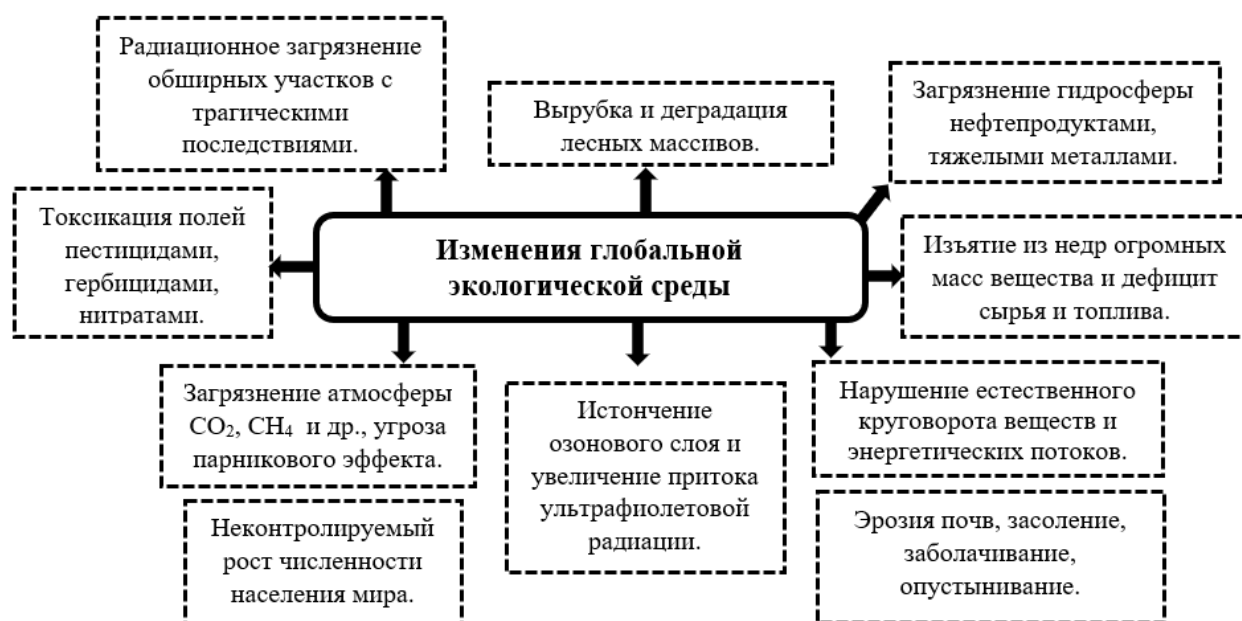 Радиационное загрязнение
обширных участков с
трагическими
последствиями.
Вырубка и деградация
лесных массивов.
Загрязнение гидросферы
нефтепродуктами,
тяжелыми металлами.
Токсикация полей
пестицидами,
гербицидами,
нитратами.
Изменения глобальной
экологической среды
Изъятие из недр огромных
масс вещества и дефицит
сырья и топлива.
Загрязнение атмосферы
CO₂, CH₄ и др., угроза
парникового эффекта.
Истончение
озонового слоя и
увеличение притока
ультрафиолетовой
радиации.
Нарушение естественного
круговорота веществ и
энергетических потоков.
Неконтролируемый
рост численности
населения мира.
Эрозия почв, засоление,
заболачивание,
опустынивание.